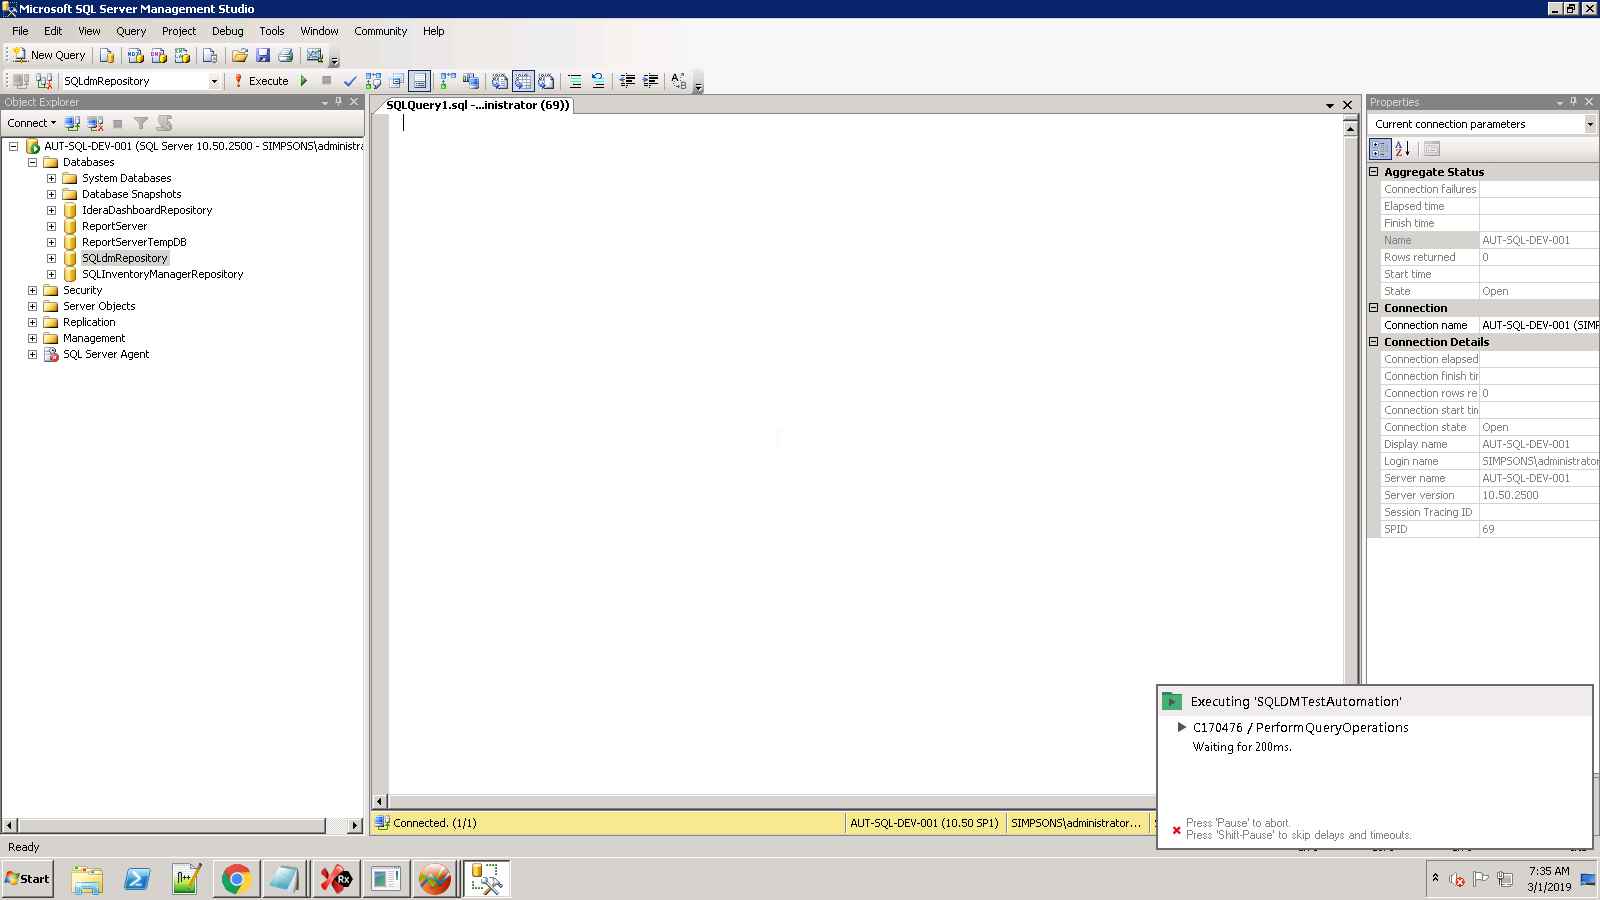 Microsoft SQL Server Management Studio
File Edit View Query Project Debug Tools Window Community Help
New Query
SQLdmRepository Execute
Object Explorer
Connect
AUT-SQL-DEV-001 (SQL Server 10.50.2500 - SIMPSONS\administra
Databases
System Databases
Database Snapshots
IderaDashboardRepository
ReportServer
ReportServerTempDB
SQLdmRepository
SQLInventoryManagerRepository
Security
Server Objects
Replication
Management
SQL Server Agent
SQLQuery1.sql -...inistrator (69))
Properties
Current connection parameters
Aggregate Status
Connection failures
Elapsed time
Finish time
Name AUT-SQL-DEV-001
Rows returned 0
Start time
State Open
Connection
Connection name AUT-SQL-DEV-001 (SIMP
Connection Details
Connection elapsed
Connection finish tir
Connection rows re 0
Connection start tin
Connection state Open
Display name AUT-SQL-DEV-001
Login name SIMPSONS\administrator
Server name AUT-SQL-DEV-001
Server version 10.50.2500
Session Tracing ID
SPID 69
Executing 'SQLDMTestAutomation'
C170476 / PerformQueryOperations
Waiting for 200ms.
Press 'Pause' to abort.
Press 'Shift-Pause' to skip delays and timeouts.
Connected. (1/1) AUT-SQL-DEV-001 (10.50 SP1) SIMPSONS\administrator...
Ready
Start
7:35 AM
3/1/2019